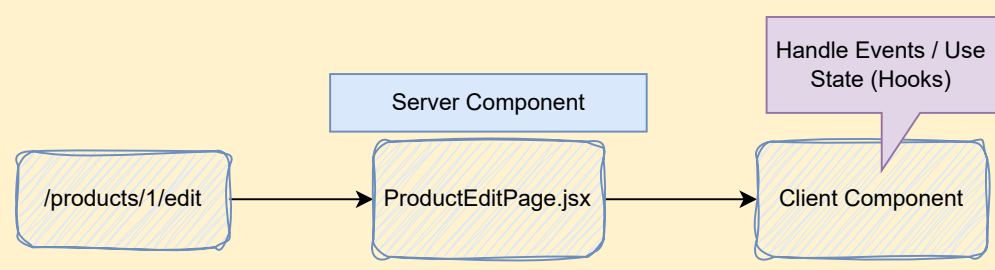 Handle Events / Use
State (Hooks)
Server Component
/products/1/edit
ProductEditPage.jsx
Client Component